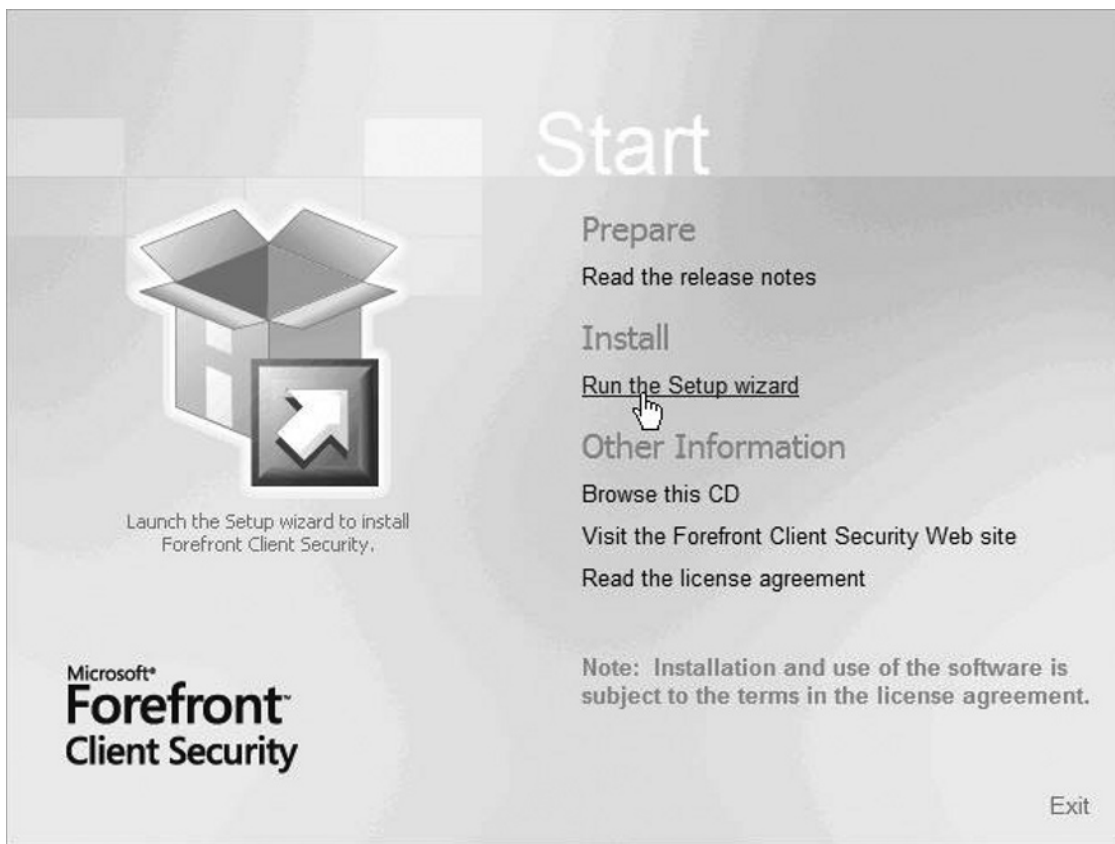 Start
Prepare
Read the release notes
Install
Run the Setup wizard
Other Information
Browse this CD
Visit the Forefront Client Security Web site
Read the license agreement
Note: Installation and use of the software is
subject to the terms in the license agreement.
Launch the Setup wizard to install
Forefront Client Security.
Microsoft®
Forefront™
Client Security
Exit